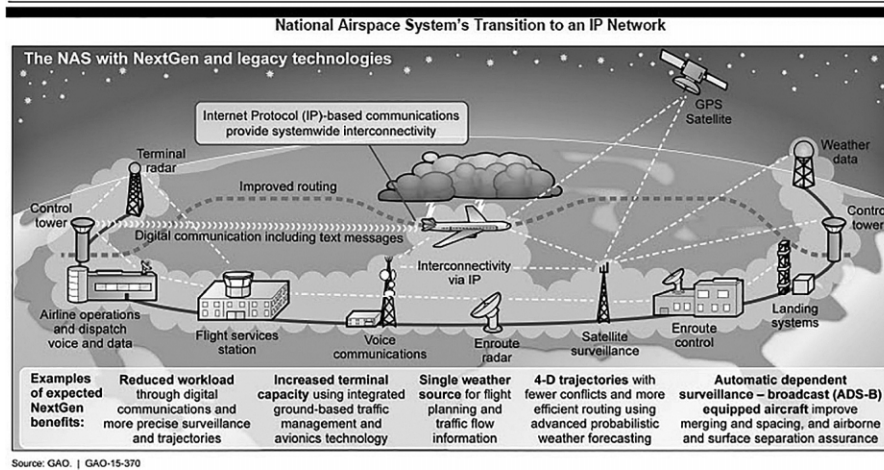 National Airspace System's Transition to an IP Network
The NAS with NextGen and legacy technologies
Internet Protocol (IP)-based communications
provide systemwide interconnectivity
GPS
Satellite
Terminal
radar
Weather
data
Improved routing
Control
tower
Control
tower
Digital communication including text messages
Interconnectivity
via IP
Airline operations
and dispatch
voice and data
Flight services
station
Voice
communications
Enroute
radar
Satellite
surveillance
Enroute
control
Landing
systems
Examples
of expected
NextGen
benefits:
Reduced workload
through digital
communications and
more precise surveillance
and trajectories
Increased terminal
capacity using integrated
ground-based traffic
management and
avionics technology
Single weather
source for flight
planning and
traffic flow
information
4-D trajectories with
fewer conflicts and more
efficient routing using
advanced probabilistic
weather forecasting
Automatic dependent
surveillance – broadcast (ADS-B)
equipped aircraft improve
merging and spacing, and airborne
and surface separation assurance
Source: GAO. | GAO-15-370